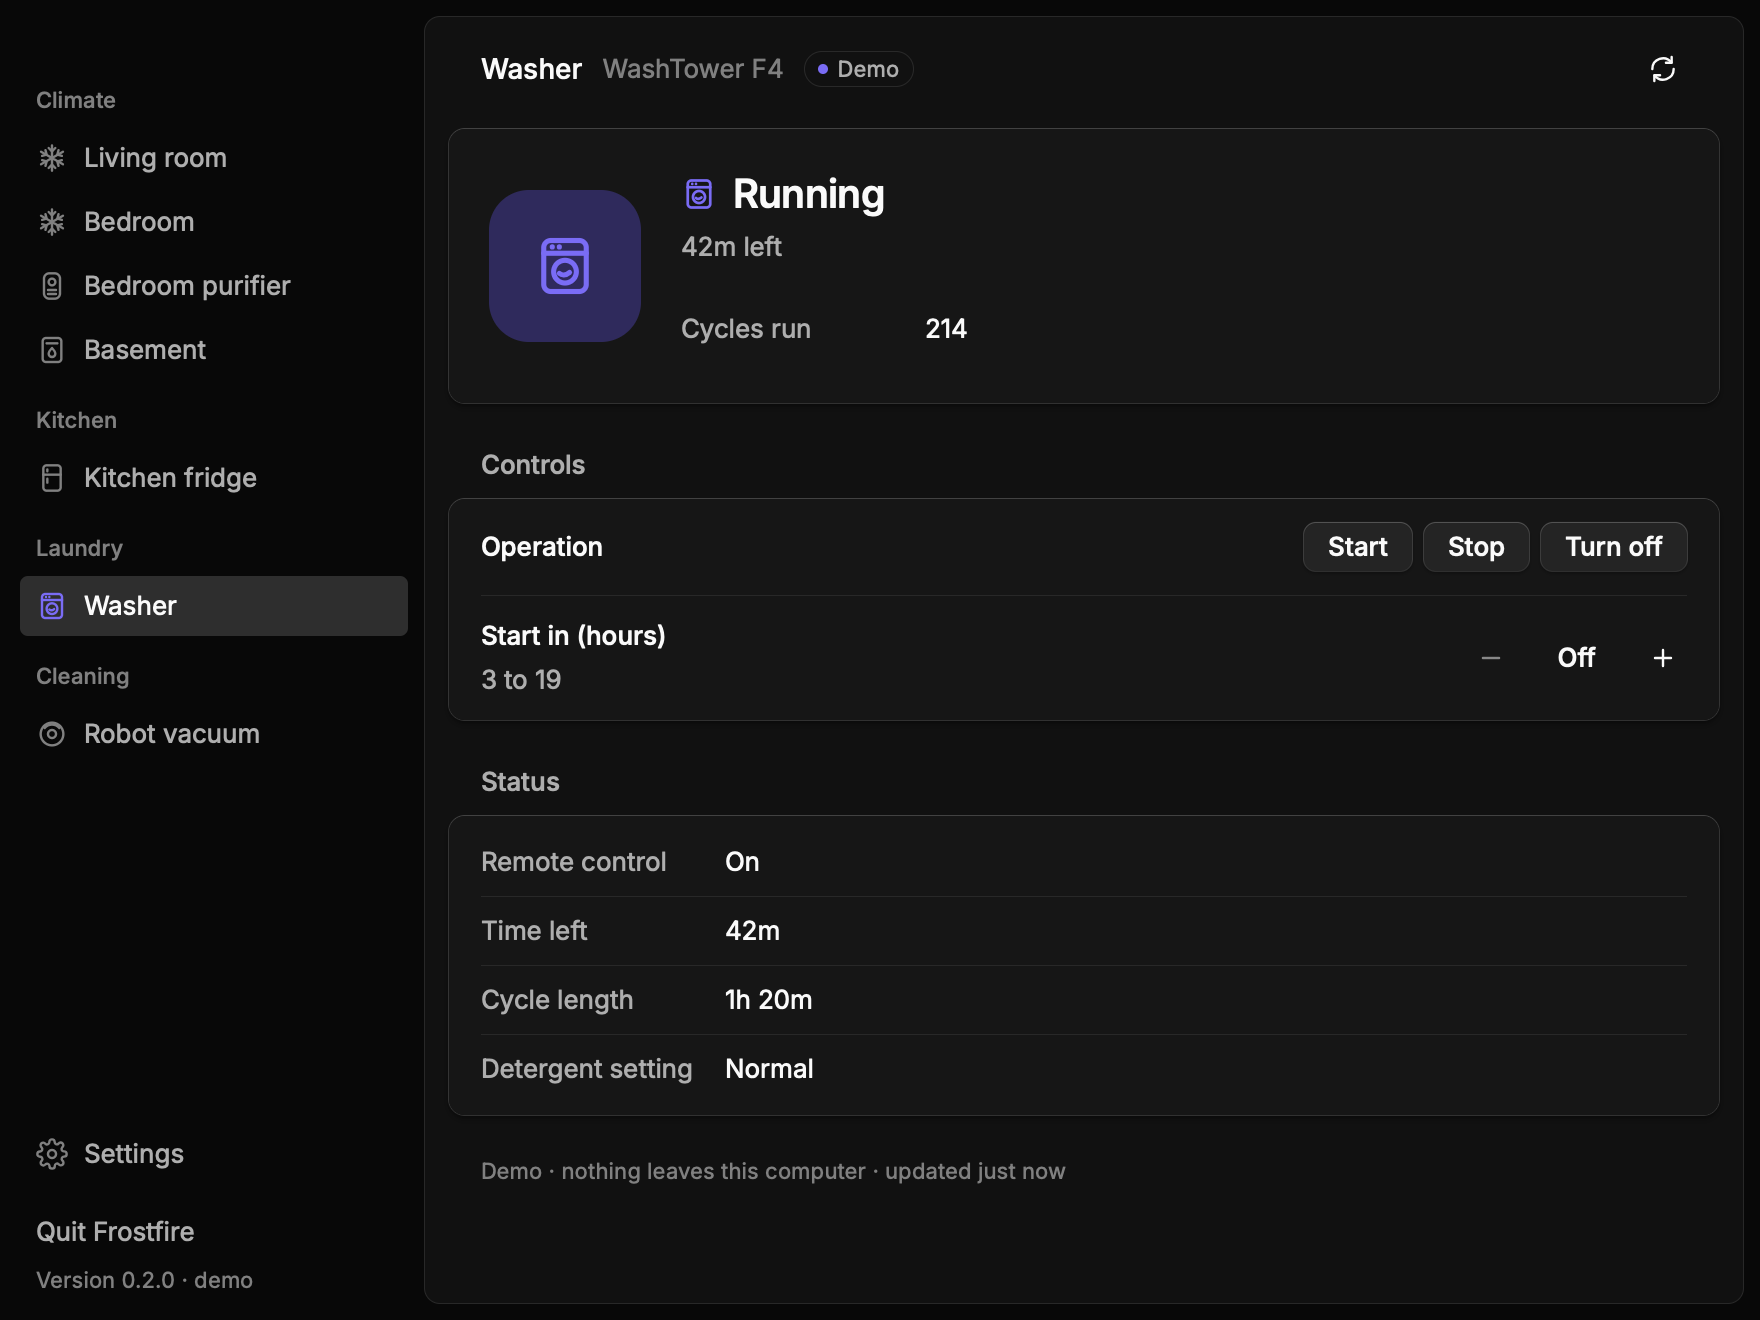 Climate
Living room
Bedroom
Bedroom purifier
Basement
Kitchen
Kitchen fridge
Laundry
Washer
Cleaning
Robot vacuum
Settings
Quit Frostfire
Version 0.2.0 · demo
Washer WashTower F4 Demo
Running
42m left
Cycles run 214
Controls
Operation Start Stop Turn off
Start in (hours)
3 to 19
Off
Status
Remote control On
Time left 42m
Cycle length 1h 20m
Detergent setting Normal
Demo · nothing leaves this computer · updated just now